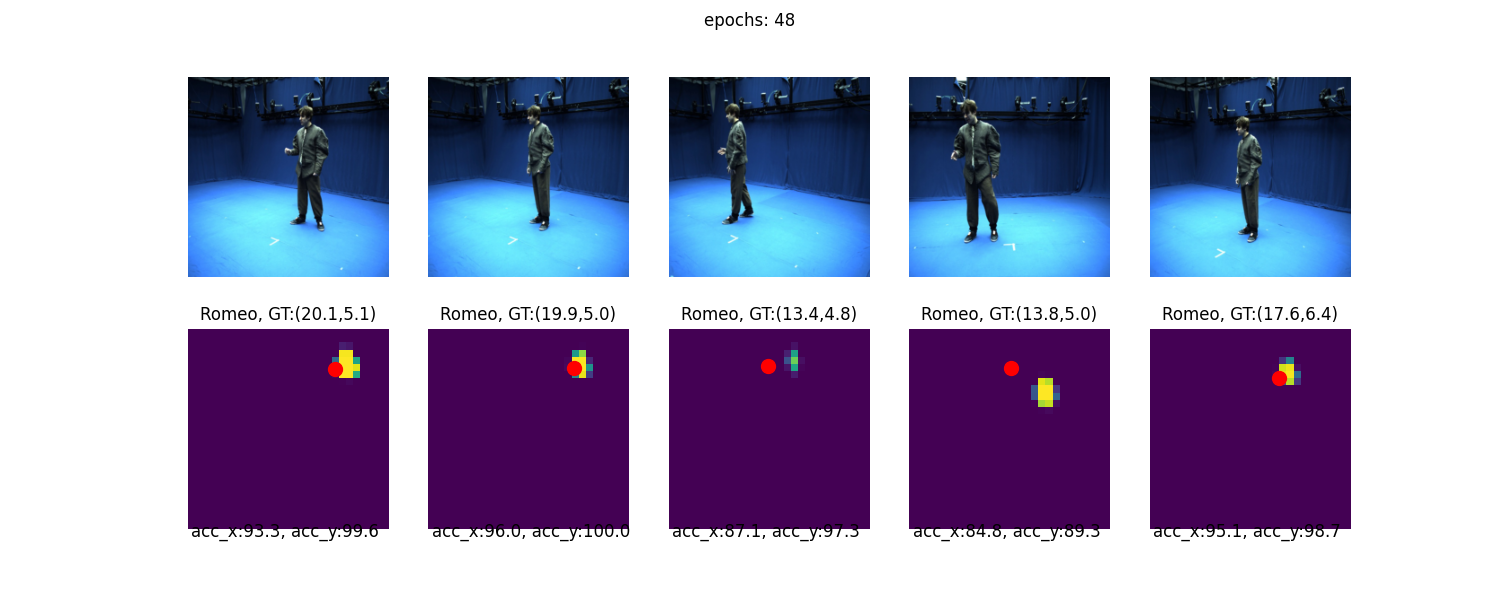 epochs: 48
Romeo, GT:(20.1,5.1)
Romeo, GT:(19.9,5.0)
Romeo, GT:(13.4,4.8)
Romeo, GT:(13.8,5.0)
Romeo, GT:(17.6,6.4)
acc_x:93.3, acc_y:99.6
acc_x:96.0, acc_y:100.0
acc_x:87.1, acc_y:97.3
acc_x:84.8, acc_y:89.3
acc_x:95.1, acc_y:98.7